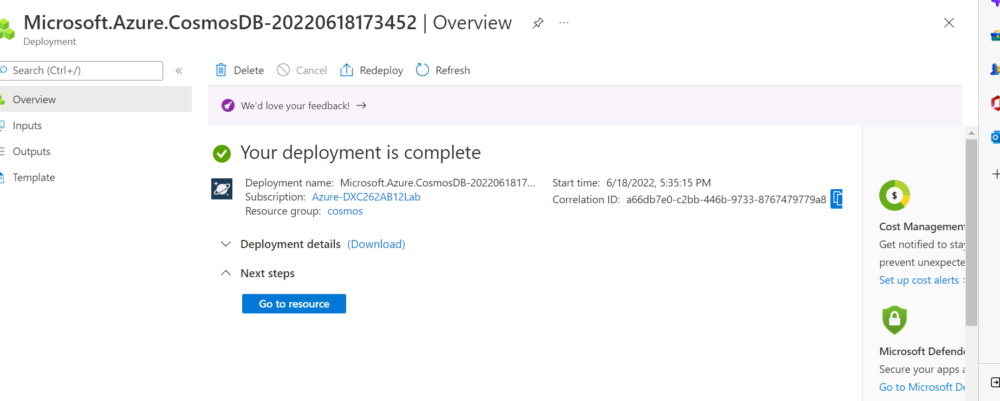 Microsoft.Azure.CosmosDB-20220618173452 | Overview
Deployment
Search (Ctrl+/)
Overview
Inputs
Outputs
Template
Delete
Cancel
Redeploy
Refresh
We'd love your feedback!
Your deployment is complete
Deployment name: Microsoft.Azure.CosmosDB-2022061817...
Subscription: Azure-DXC262AB12Lab
Resource group: cosmos
Start time: 6/18/2022, 5:35:15 PM
Correlation ID: a66db7e0-c2bb-446b-9733-8767479779a8
Deployment details (Download)
Next steps
Go to resource
$
Cost Management
Get notified to stay
prevent unexpecte
Set up cost alerts >
Microsoft Defende
Secure your apps a
Go to Microsoft De